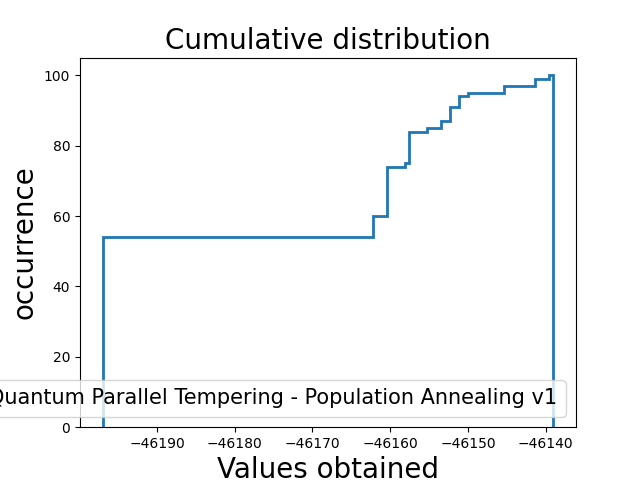 Cumulative distribution
occurrence
100
80
60
40
20
0
Quantum Parallel Tempering - Population Annealing v1
−46190 −46180 −46170 −46160 −46150 −46140
Values obtained